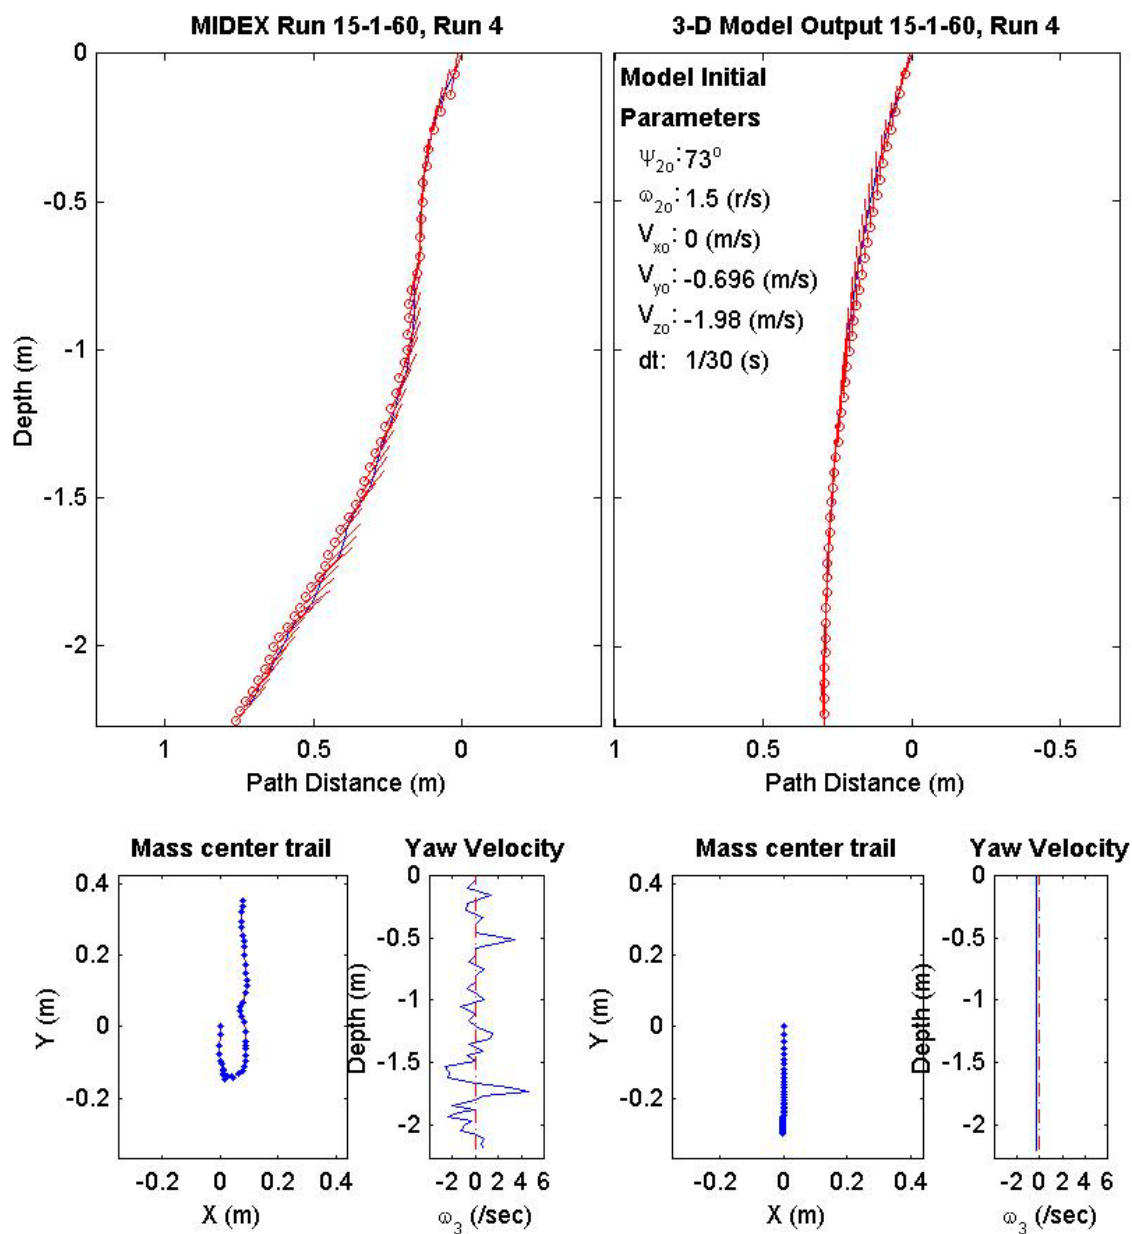 MIDEX Run 15-1-60, Run 4
0
-0.5
-1
-1.5
-2
Depth (m)
1 0.5 0
Path Distance (m)
3-D Model Output 15-1-60, Run 4
Model Initial
Parameters
Ψ2o: 73o
ω2o: 1.5 (r/s)
Vxo: 0 (m/s)
Vyo: -0.696 (m/s)
Vzo: -1.98 (m/s)
dt: 1/30 (s)
1 0.5 0 -0.5
Path Distance (m)
Mass center trail
0.4
0.2
0
-0.2
Y (m)
-0.2 0 0.2 0.4
X (m)
Yaw Velocity
0
-0.5
-1
-1.5
-2
Depth (m)
-2 0 2 4 6
ω3 (/sec)
Mass center trail
0.4
0.2
0
-0.2
Y (m)
-0.2 0 0.2 0.4
X (m)
Yaw Velocity
0
-0.5
-1
-1.5
-2
Depth (m)
-2 0 2 4 6
ω3 (/sec)